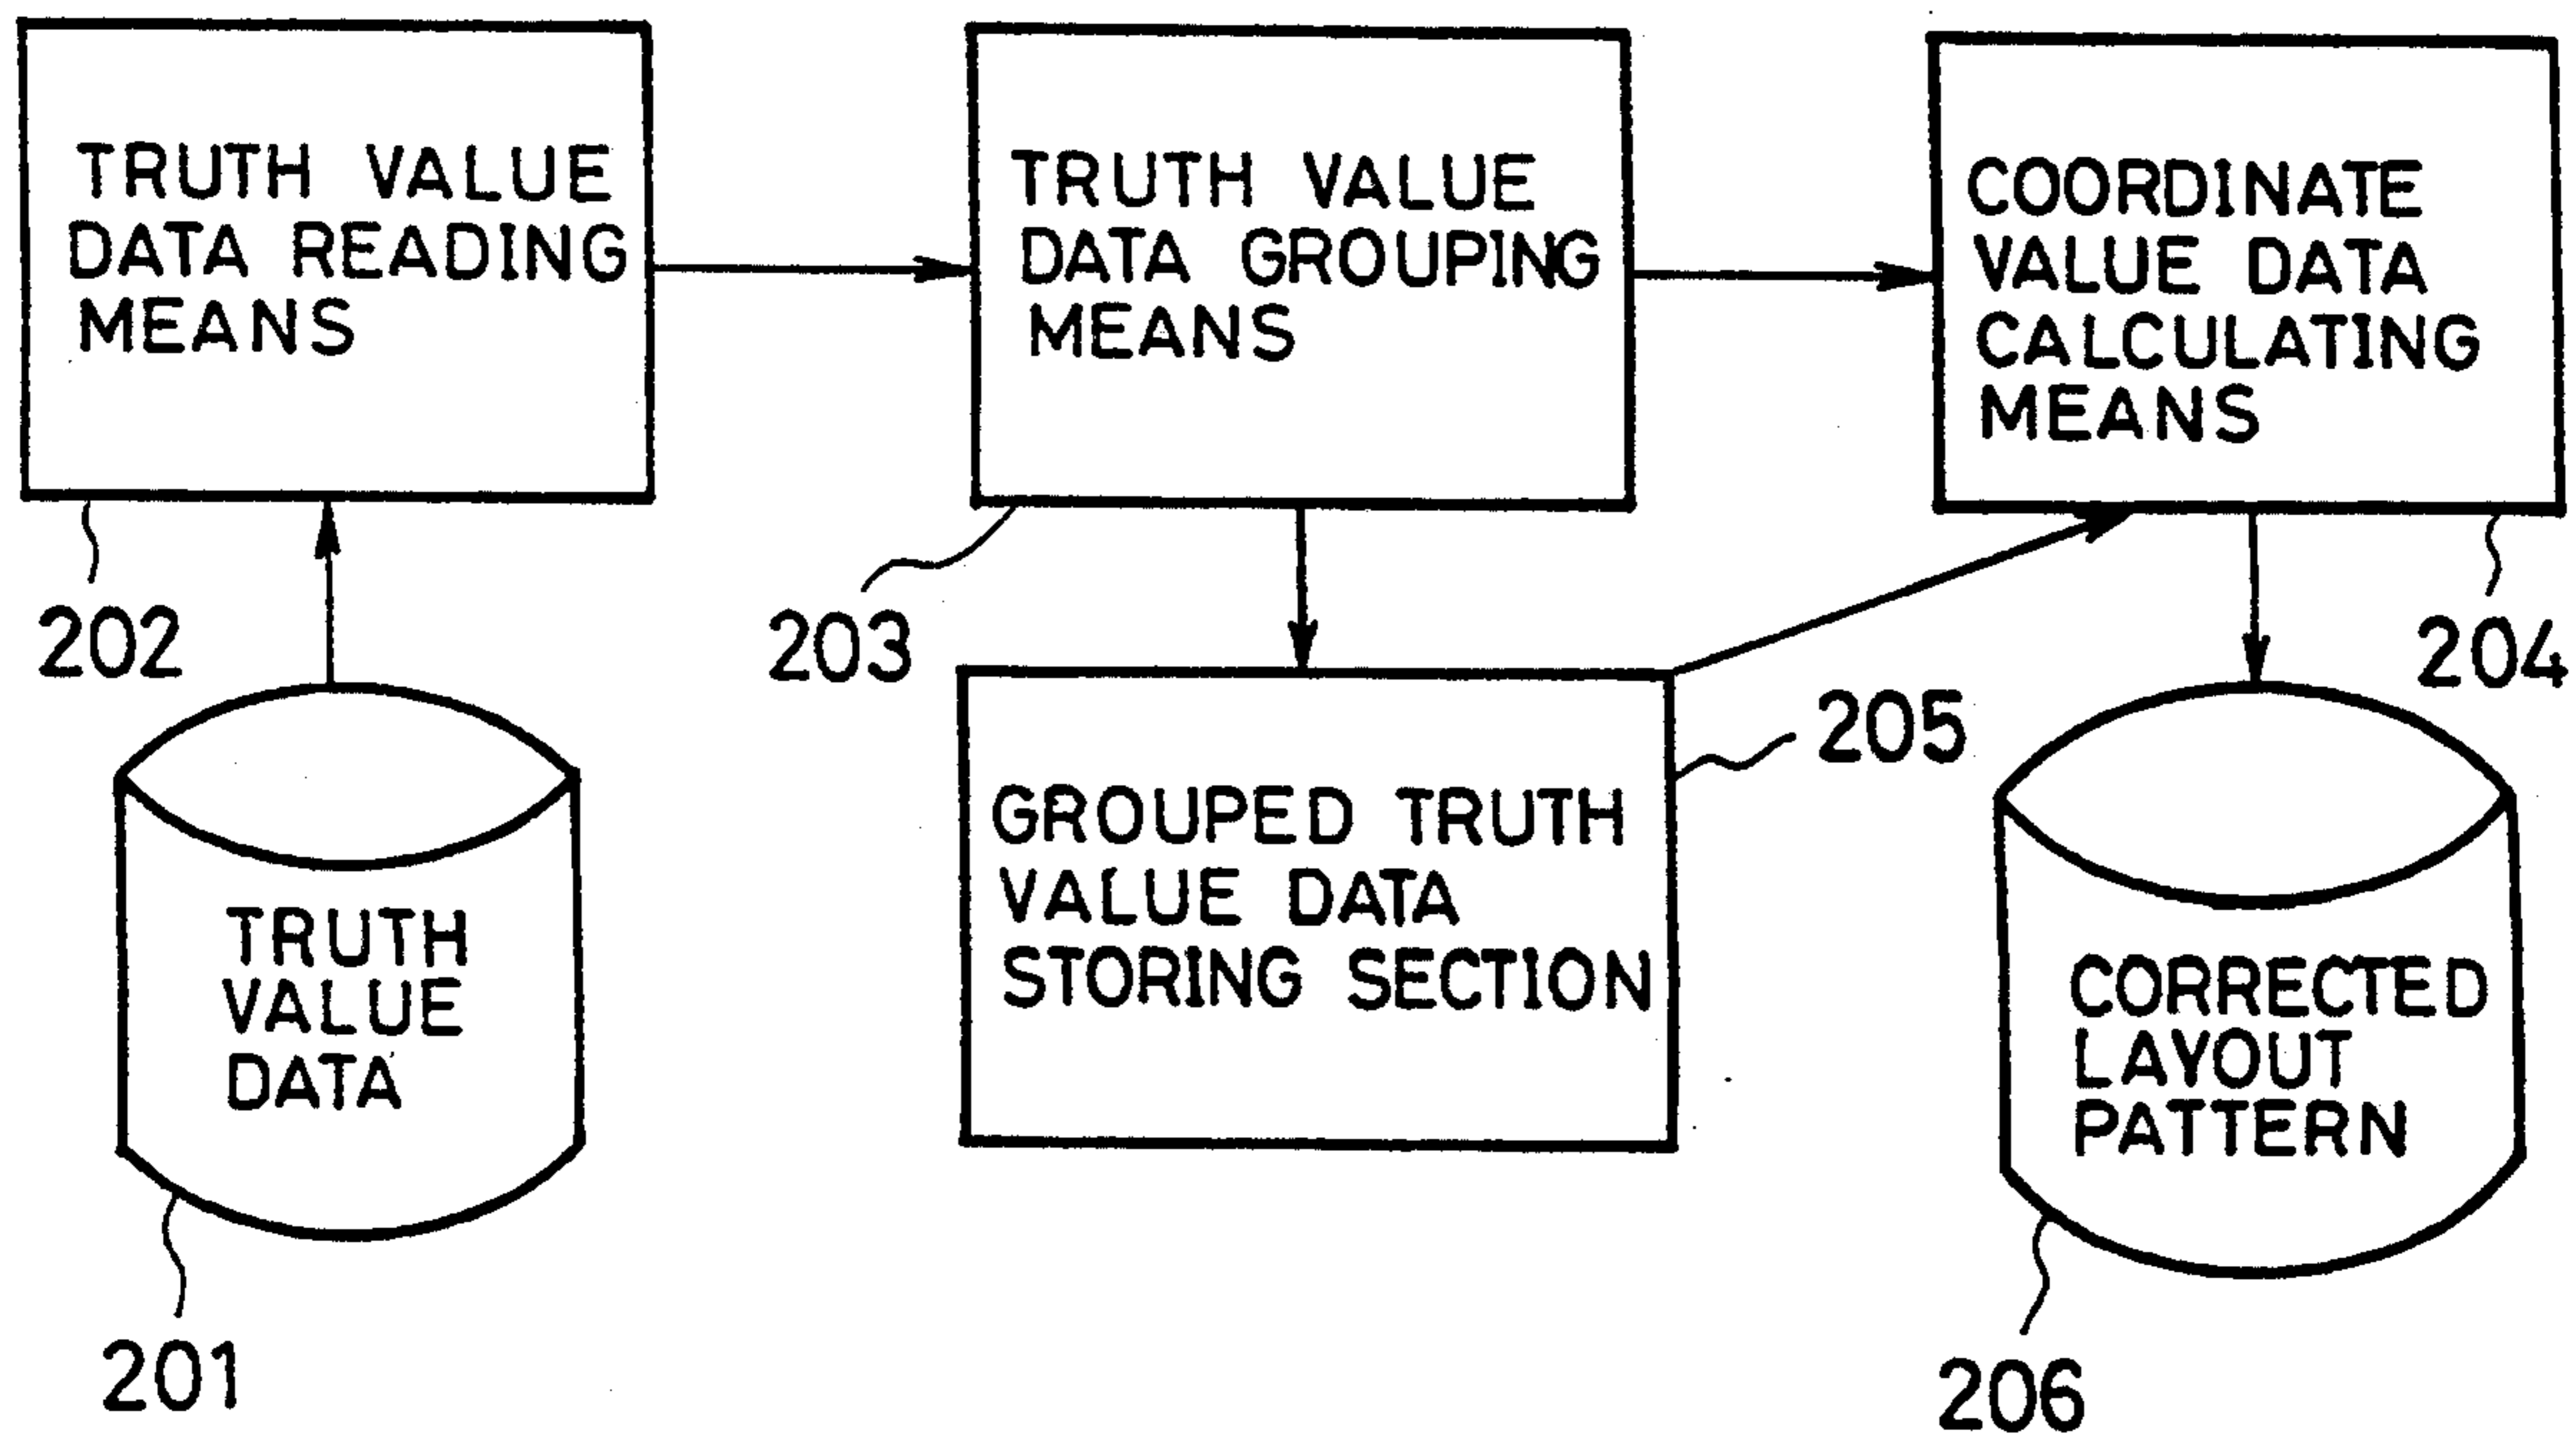 TRUTH VALUE
DATA READING
MEANS
202
TRUTH VALUE
DATA GROUPING
MEANS
203
COORDINATE
VALUE DATA
CALCULATING
MEANS
204
TRUTH
VALUE
DATA
201
GROUPED TRUTH
VALUE DATA
STORING SECTION
205
CORRECTED
LAYOUT
PATTERN
206